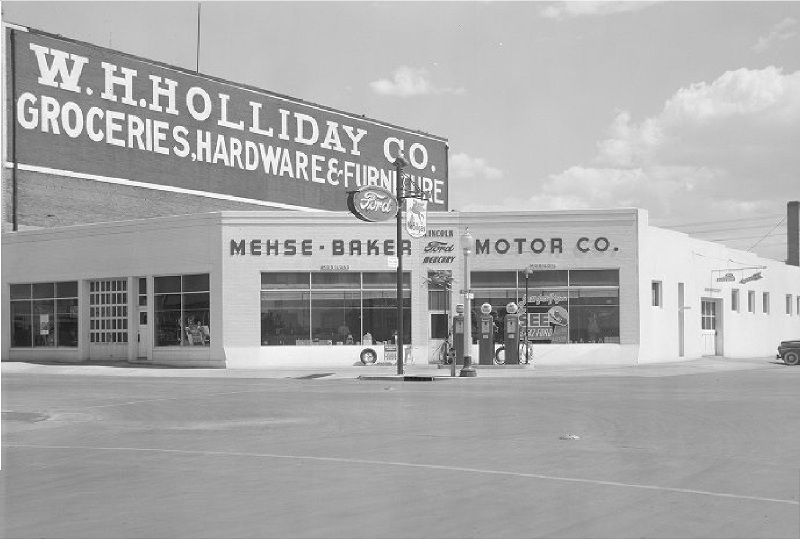 W.H.HOLLIDAY CO.
GROCERIES, HARDWARE & FURNITURE
Ford
MEHSE-BAKER
LINCOLN
Ford
MERCURY
MOTOR CO.